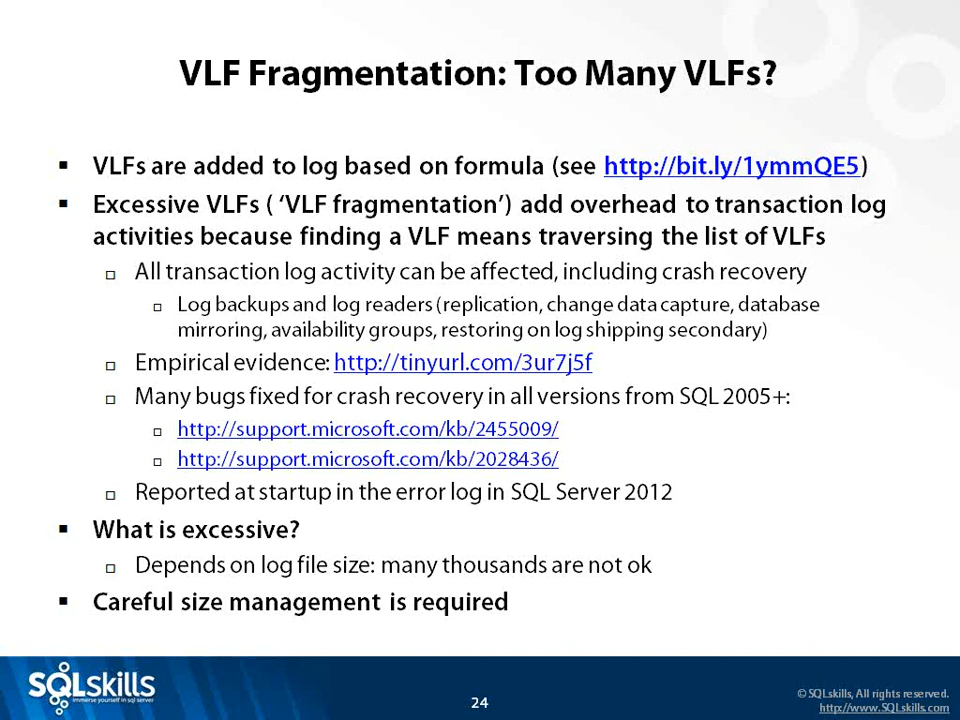 VLF Fragmentation: Too Many VLFs?
VLFs are added to log based on formula (see http://bit.ly/1ymmQE5)
Excessive VLFs ( ‘VLF fragmentation’) add overhead to transaction log
activities because finding a VLF means traversing the list of VLFs
All transaction log activity can be affected, including crash recovery
Log backups and log readers (replication, change data capture, database
mirroring, availability groups, restoring on log shipping secondary)
Empirical evidence: http://tinyurl.com/3ur7j5f
Many bugs fixed for crash recovery in all versions from SQL 2005+:
http://support.microsoft.com/kb/2455009/
http://support.microsoft.com/kb/2028436/
Reported at startup in the error log in SQL Server 2012
What is excessive?
Depends on log file size: many thousands are not ok
Careful size management is required
SQLskills
immerse yourself in sql server
24
© SQLskills, All rights reserved.
http://www.SQLskills.com